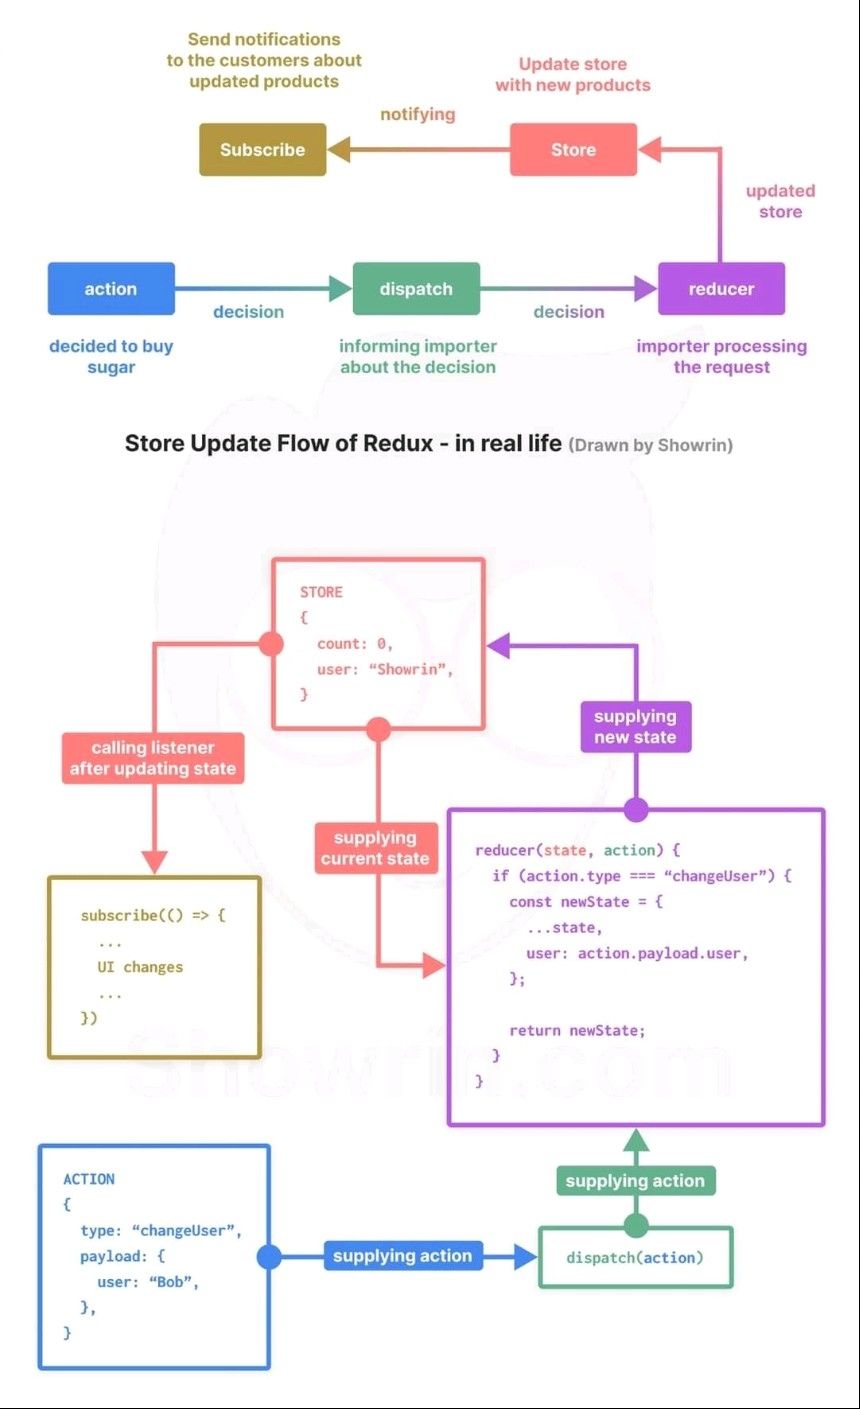 Send notifications
to the customers about
updated products
Update store
with new products
notifying
Subscribe
Store
updated
store
action
dispatch
reducer
decision
decision
decided to buy
sugar
informing importer
about the decision
importer processing
the request
Store Update Flow of Redux - in real life (Drawn by Showrin)
STORE
{
count: 0,
user: “Showrin”,
}
supplying
new state
calling listener
after updating state
supplying
current state
reducer(state, action) {
if (action.type === “changeUser”) {
const newState = {
...state,
user: action.payload.user,
};
return newState;
}
}
subscribe(() => {
...
UI changes
...
})
Showrin.com
ACTION
{
type: “changeUser”,
payload: {
user: “Bob”,
},
}
supplying action
supplying action
dispatch(action)